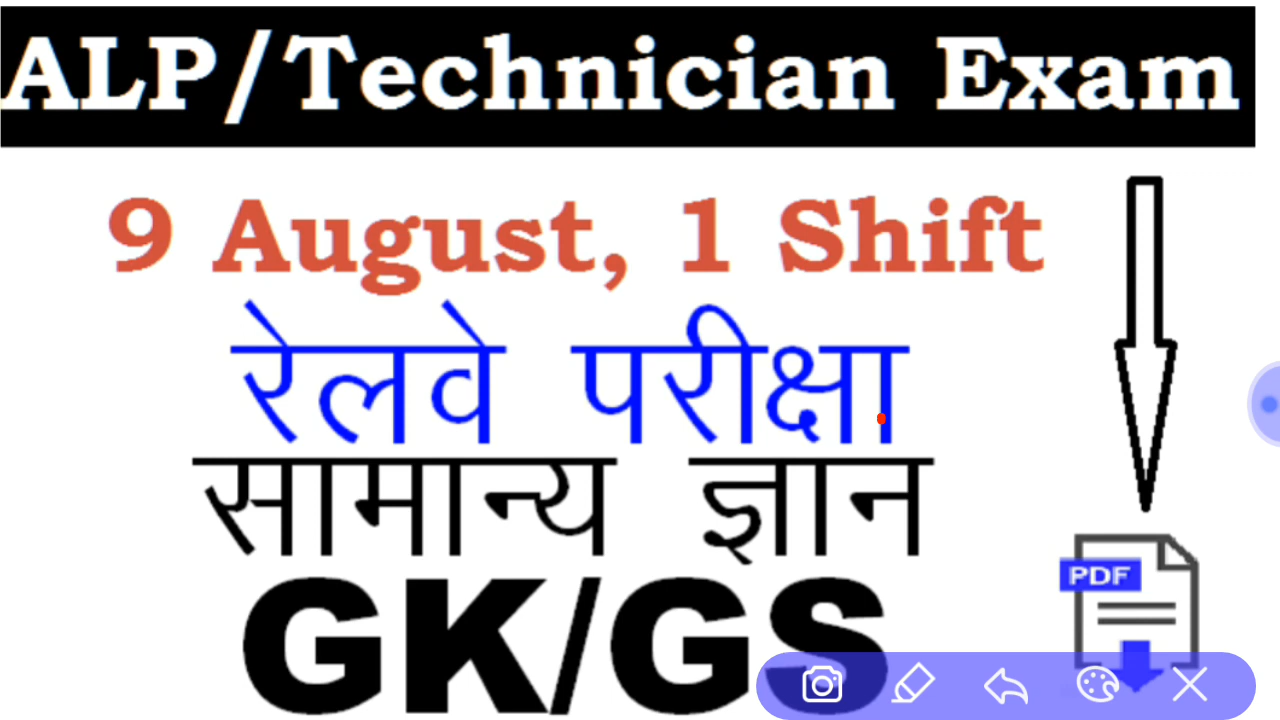 ALP/Technician Exam
9 August, 1 Shift
रेलवे परीक्षा
सामान्य ज्ञान
PDF
GK/GS